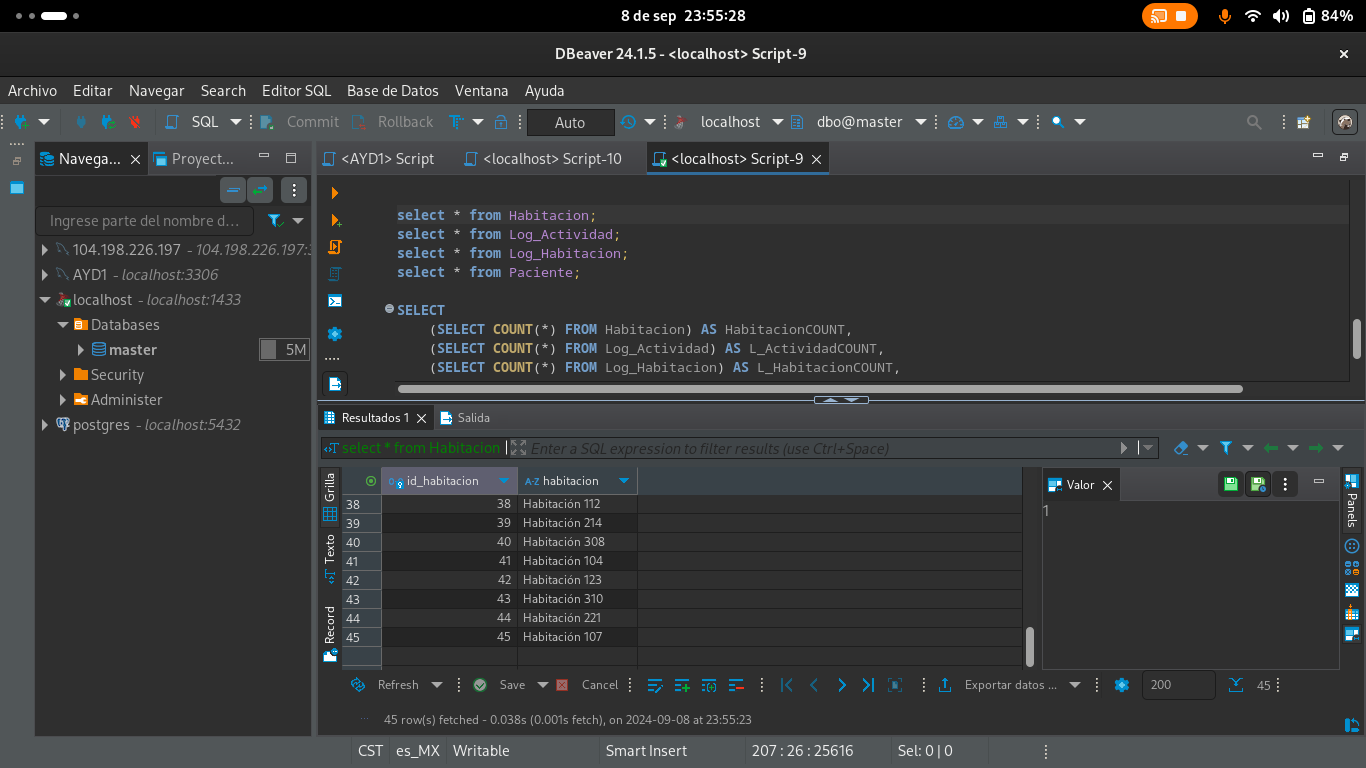 8 de sep 23:55:28
84%
DBeaver 24.1.5 - <localhost> Script-9
Archivo Editar Navegar Search Editor SQL Base de Datos Ventana Ayuda
SQL Commit Rollback Auto localhost dbo@master
Navega... Proyect...
<AYD1> Script <localhost> Script-10 <localhost> Script-9
Ingrese parte del nombre d...
104.198.226.197 - 104.198.226.197:3
AYD1 - localhost:3306
localhost - localhost:1433
Databases
master 5M
Security
Administer
postgres - localhost:5432
select * from Habitacion;
select * from Log_Actividad;
select * from Log_Habitacion;
select * from Paciente;
SELECT
(SELECT COUNT(*) FROM Habitacion) AS HabitacionCOUNT,
(SELECT COUNT(*) FROM Log_Actividad) AS L_ActividadCOUNT,
(SELECT COUNT(*) FROM Log_Habitacion) AS L_HabitacionCOUNT,
Resultados 1 Salida
select * from Habitacion Enter a SQL expression to filter results (use Ctrl+Space)
Grilla
Texto
Record
id_habitacion A-Z habitacion
38 38 Habitación 112
39 39 Habitación 214
40 40 Habitación 308
41 41 Habitación 104
42 42 Habitación 123
43 43 Habitación 310
44 44 Habitación 221
45 45 Habitación 107
Valor
1
Panels
Refresh Save Cancel Exportar datos ... 200 45
45 row(s) fetched - 0.038s (0.001s fetch), on 2024-09-08 at 23:55:23
CST es_MX Writable Smart Insert 207 : 26 : 25616 Sel: 0 | 0